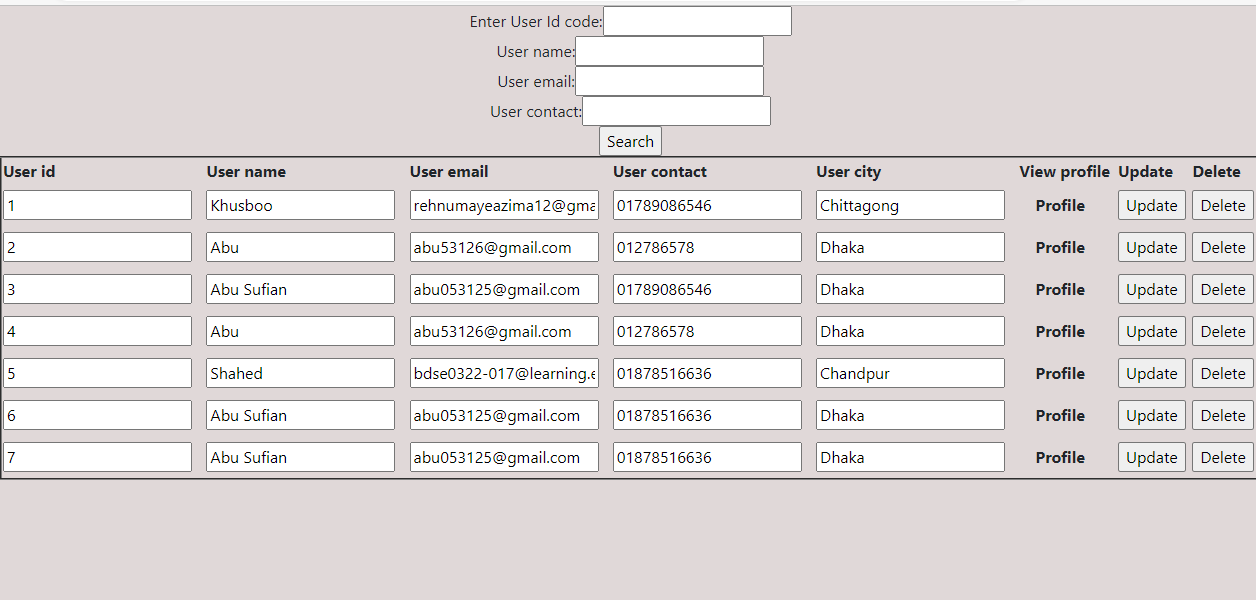 Enter User Id code:
User name:
User email:
User contact:
Search
User id User name User email User contact User city View profile Update Delete
1 Khusboo rehnumayeazima12@gma 01789086546 Chittagong Profile Update Delete
2 Abu abu53126@gmail.com 012786578 Dhaka Profile Update Delete
3 Abu Sufian abu053125@gmail.com 01789086546 Dhaka Profile Update Delete
4 Abu abu53126@gmail.com 012786578 Dhaka Profile Update Delete
5 Shahed bdse0322-017@learning.e 01878516636 Chandpur Profile Update Delete
6 Abu Sufian abu053125@gmail.com 01878516636 Dhaka Profile Update Delete
7 Abu Sufian abu053125@gmail.com 01878516636 Dhaka Profile Update Delete